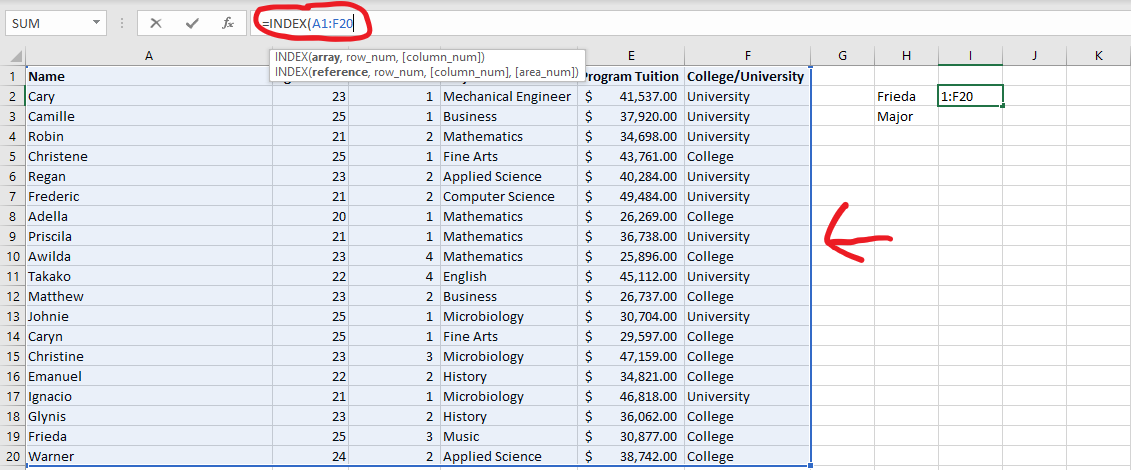 SUM fx =INDEX(A1:F20
INDEX(array, row_num, [column_num])
INDEX(reference, row_num, [column_num], [area_num])
A E F G H I J K
1 Name Program Tuition College/University
2 Cary 23 1 Mechanical Engineer $ 41,537.00 University Frieda 1:F20
3 Camille 25 1 Business $ 37,920.00 University Major
4 Robin 21 2 Mathematics $ 34,698.00 University
5 Christene 25 1 Fine Arts $ 43,761.00 College
6 Regan 23 2 Applied Science $ 40,284.00 University
7 Frederic 21 2 Computer Science $ 49,484.00 University
8 Adella 20 1 Mathematics $ 26,269.00 College
9 Priscila 21 1 Mathematics $ 36,738.00 University
10 Awilda 23 4 Mathematics $ 25,896.00 College
11 Takako 22 4 English $ 45,112.00 University
12 Matthew 23 2 Business $ 26,737.00 College
13 Johnie 25 1 Microbiology $ 30,704.00 University
14 Caryn 25 1 Fine Arts $ 29,597.00 College
15 Christine 23 3 Microbiology $ 47,159.00 College
16 Emanuel 22 2 History $ 34,821.00 College
17 Ignacio 21 1 Microbiology $ 46,818.00 University
18 Glynis 23 2 History $ 36,062.00 College
19 Frieda 25 3 Music $ 30,877.00 College
20 Warner 24 2 Applied Science $ 38,742.00 College